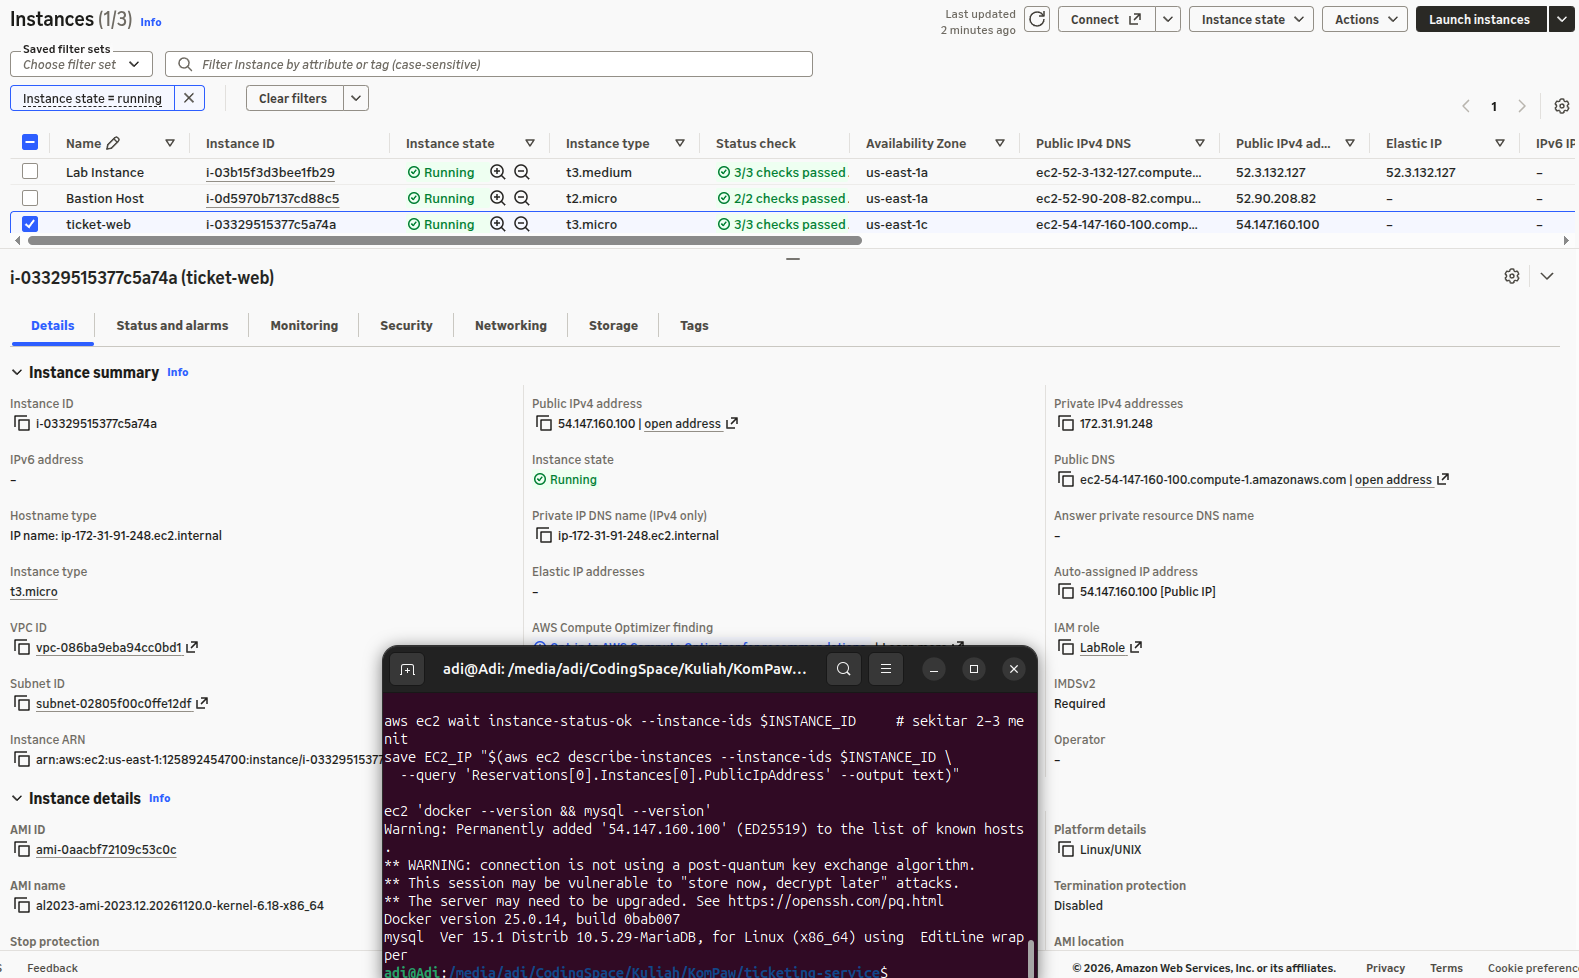 Instances (1/3) Info
Last updated
2 minutes ago
Connect
Instance state
Actions
Launch instances
Saved filter sets
Choose filter set
Filter Instance by attribute or tag (case-sensitive)
Instance state = running
Clear filters
1
Name Instance ID Instance state Instance type Status check Availability Zone Public IPv4 DNS Public IPv4 ad... Elastic IP IPv6 IP
Lab Instance i-03b15f3d3bee1fb29 Running t3.medium 3/3 checks passed us-east-1a ec2-52-3-132-127.compute... 52.3.132.127 52.3.132.127 –
Bastion Host i-0d5970b7137cd88c5 Running t2.micro 2/2 checks passed us-east-1a ec2-52-90-208-82.compu... 52.90.208.82 – –
ticket-web i-03329515377c5a74a Running t3.micro 3/3 checks passed us-east-1c ec2-54-147-160-100.comp... 54.147.160.100 – –
i-03329515377c5a74a (ticket-web)
Details Status and alarms Monitoring Security Networking Storage Tags
Instance summary Info
Instance ID
i-03329515377c5a74a
Public IPv4 address
54.147.160.100 | open address
Private IPv4 addresses
172.31.91.248
IPv6 address
–
Instance state
Running
Public DNS
ec2-54-147-160-100.compute-1.amazonaws.com | open address
Hostname type
IP name: ip-172-31-91-248.ec2.internal
Private IP DNS name (IPv4 only)
ip-172-31-91-248.ec2.internal
Answer private resource DNS name
–
Instance type
t3.micro
Elastic IP addresses
–
Auto-assigned IP address
54.147.160.100 [Public IP]
VPC ID
vpc-086ba9eba94cc0bd1
AWS Compute Optimizer finding
IAM role
LabRole
Subnet ID
subnet-02805f00c0ffe12df
IMDSv2
Required
Instance ARN
arn:aws:ec2:us-east-1:125892454700:instance/i-03329515377
Operator
–
Instance details Info
AMI ID
ami-0aacbf72109c53c0c
Platform details
Linux/UNIX
AMI name
al2023-ami-2023.12.20261120.0-kernel-6.18-x86_64
Termination protection
Disabled
Stop protection
AMI location
adi@Adi: /media/adi/CodingSpace/Kuliah/KomPaw...
aws ec2 wait instance-status-ok --instance-ids $INSTANCE_ID     # sekitar 2–3 me
nit
save EC2_IP "$(aws ec2 describe-instances --instance-ids $INSTANCE_ID \
  --query 'Reservations[0].Instances[0].PublicIpAddress' --output text)"
ec2 'docker --version && mysql --version'
Warning: Permanently added '54.147.160.100' (ED25519) to the list of known hosts
.
** WARNING: connection is not using a post-quantum key exchange algorithm.
** This session may be vulnerable to "store now, decrypt later" attacks.
** The server may need to be upgraded. See https://openssh.com/pq.html
Docker version 25.0.14, build 0bab007
mysql  Ver 15.1 Distrib 10.5.29-MariaDB, for Linux (x86_64) using  EditLine wrap
per
adi@Adi:/media/adi/CodingSpace/Kuliah/KomPaw/ticketing-service$
Feedback
© 2026, Amazon Web Services, Inc. or its affiliates. Privacy Terms Cookie preferenc